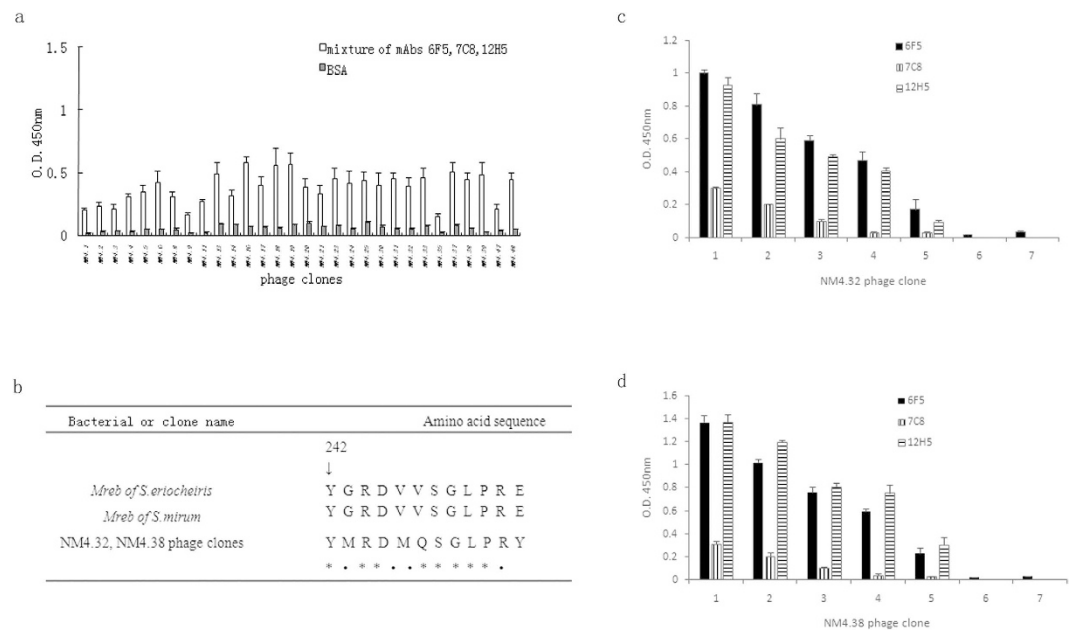 a
1.5
1
0.5
0
O.D. 450nm
mixture of mAbs 6F5, 7C8, 12H5
BSA
phage clones
b
Bacterial or clone name Amino acid sequence
242
↓
Mreb of S.eriocheiris Y G R D V V S G L P R E
Mreb of S.mirum Y G R D V V S G L P R E
NM4.32, NM4.38 phage clones Y M R D M Q S G L P R Y
* • * * • • * * * * * •
c
1.2
1
0.8
0.6
0.4
0.2
0
O.D. 450nm
6F5
7C8
12H5
1 2 3 4 5 6 7
NM4.32 phage clone
d
1.6
1.4
1.2
1
0.8
0.6
0.4
0.2
0
O.D. 450nm
6F5
7C8
12H5
1 2 3 4 5 6 7
NM4.38 phage clone